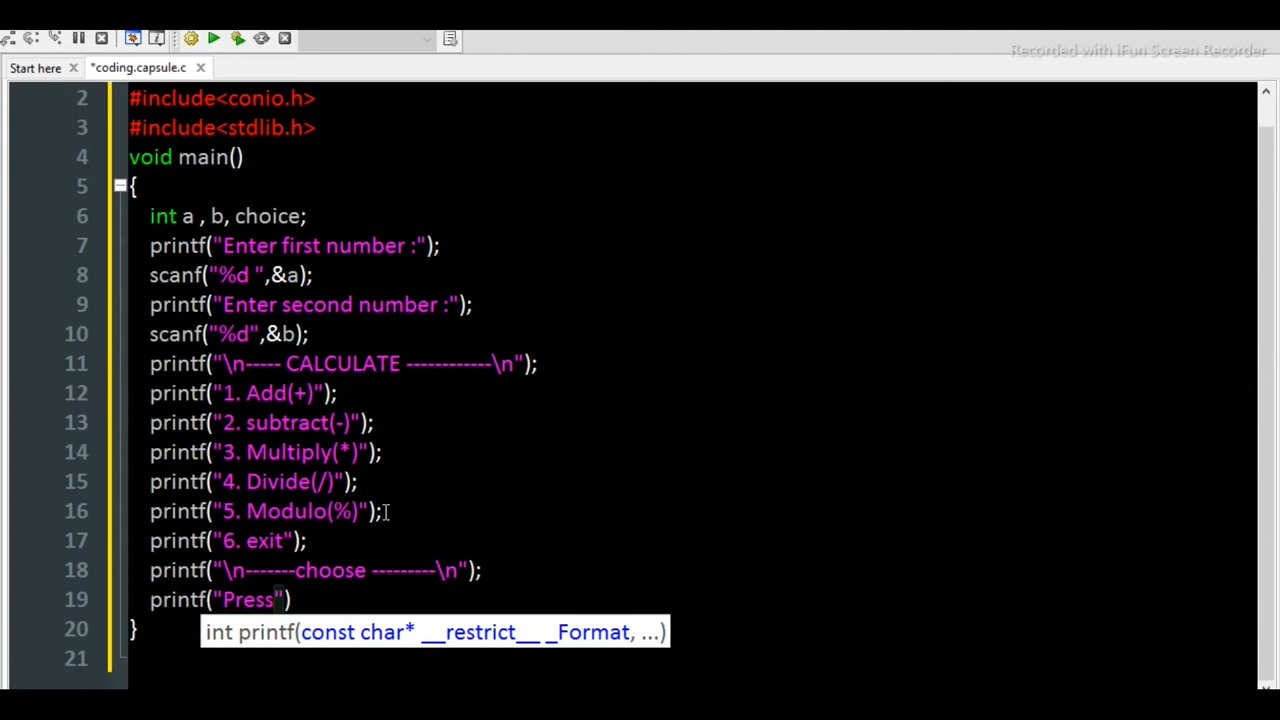 Recorded with iFun Screen Recorder
Start here
*coding.capsule.c
2 #include<conio.h>
3 #include<stdlib.h>
4 void main()
5 {
6 int a , b, choice;
7 printf("Enter first number :");
8 scanf("%d ",&a);
9 printf("Enter second number :");
10 scanf("%d",&b);
11 printf("\n----- CALCULATE ------------\n");
12 printf("1. Add(+)");
13 printf("2. subtract(-)");
14 printf("3. Multiply(*)");
15 printf("4. Divide(/)");
16 printf("5. Modulo(%)");
17 printf("6. exit");
18 printf("\n-------choose ---------\n");
19 printf("Press")
20 }
int printf(const char* __restrict__ _Format, ...)
21